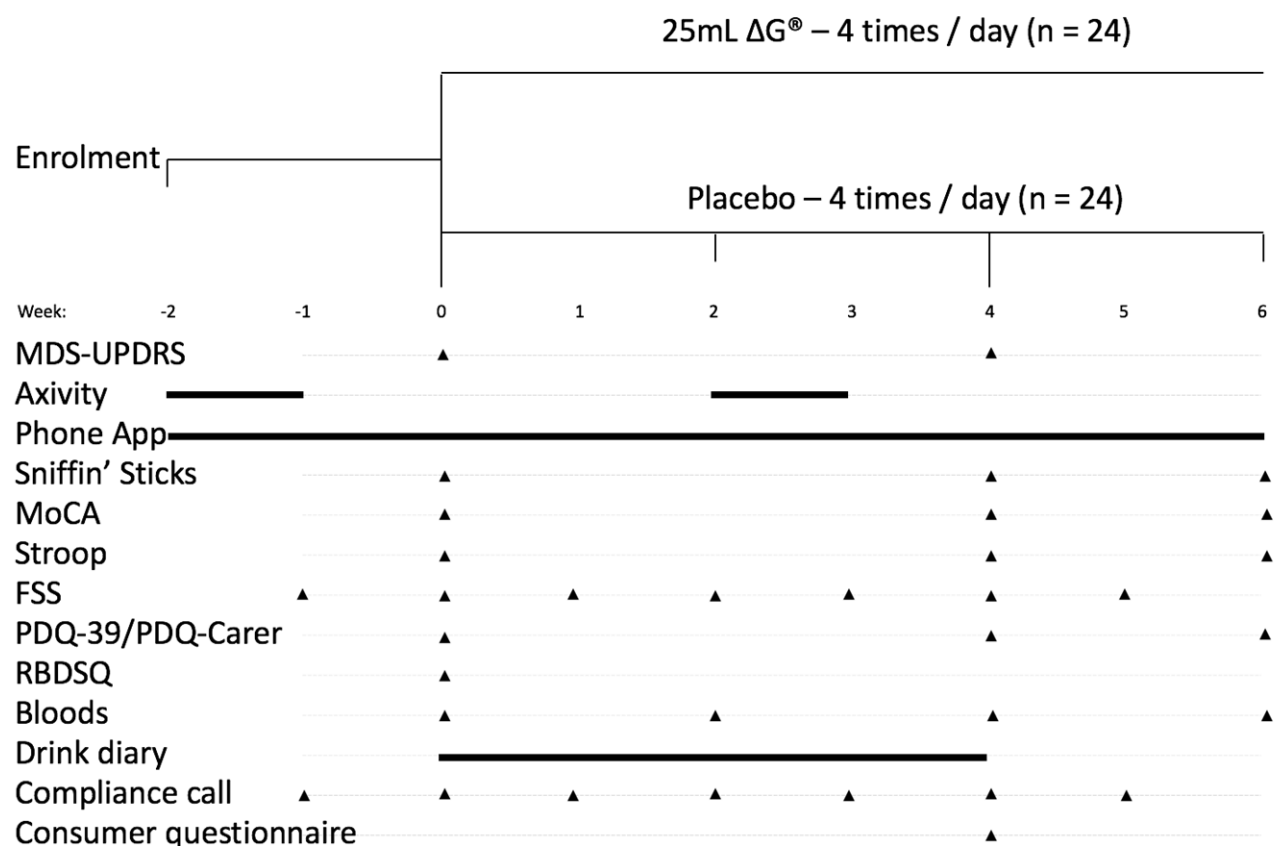 25mL ΔG® – 4 times / day (n = 24)
Enrolment
Placebo – 4 times / day (n = 24)
Week: -2 -1 0 1 2 3 4 5 6
MDS-UPDRS
Axivity
Phone App
Sniffin’ Sticks
MoCA
Stroop
FSS
PDQ-39/PDQ-Carer
RBDSQ
Bloods
Drink diary
Compliance call
Consumer questionnaire